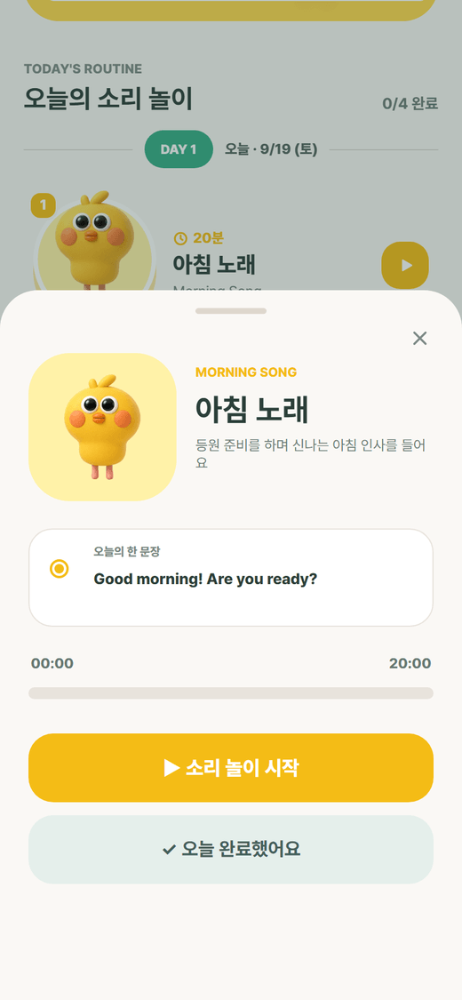 TODAY'S ROUTINE
오늘의 소리 놀이
0/4 완료
DAY 1
오늘 · 9/19 (토)
1
20분
아침 노래
Morning Song
MORNING SONG
아침 노래
등원 준비를 하며 신나는 아침 인사를 들어
요
오늘의 한 문장
Good morning! Are you ready?
00:00
20:00
▶ 소리 놀이 시작
✓ 오늘 완료했어요